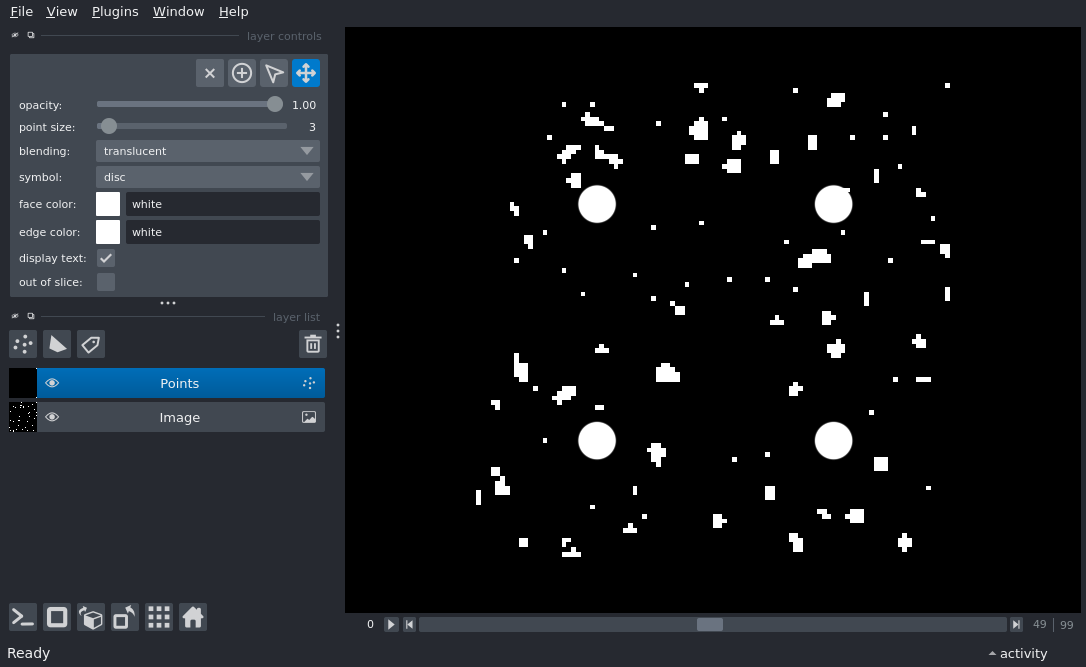 File View Plugins Window Help
layer controls
opacity: 1.00
point size: 3
blending: translucent
symbol: disc
face color: white
edge color: white
display text:
out of slice:
layer list
Points
Image
0 49 | 99
Ready activity